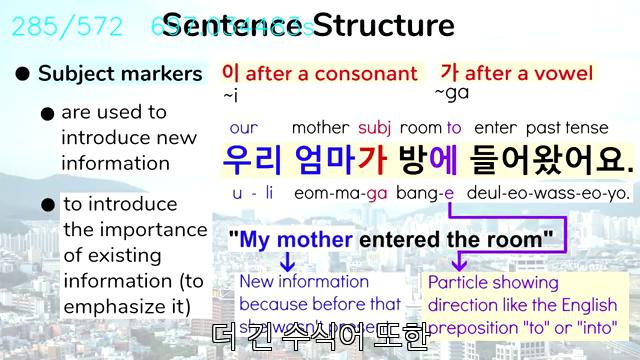 285/572
Sentence Structure
● Subject markers
● are used to
introduce new
information
● to introduce
the importance
of existing
information (to
emphasize it)
이 after a consonant
~i
가 after a vowel
~ga
our mother subj room to enter past tense
우리 엄마가 방에 들어왔어요.
u - li eom-ma-ga bang-e deul-eo-wass-eo-yo.
"My mother entered the room"
New information
because before that
Particle showing
direction like the English
preposition "to" or "into"
더 긴 수식어 또한